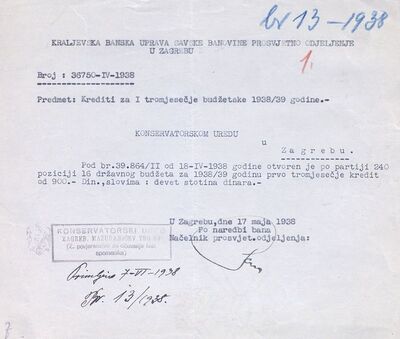 br 13-1938
KRALJEVSKA BANSKA UPRAVA SAVSKE BANOVINE PROSVJETNO ODJELJENJE
U ZAGREBU
1.
Broj : 36750-IV-1938
Predmet: Krediti za I tromjesečje budžetske 1938/39 godine.-
KONSERVATORSKOM UREDU
u
Zagrebu.
Pod br.39.864/II od 18-IV-1938 godine otvoren je po partiji 240
poziciji 16 državnog budžeta za 1938/39 godinu prvo tromjesečje kredit
od 900.- Din.,slovima : devet stotina dinara.-
U Zagrebu,dne 17 maja 1938
Po naredbi bana
Načelnik prosvjet.odjeljenja:
KONSERVATORSKI URED
ZAGREB, MAŽURANIĆEV TRG
spomenika)
Primljeno 7-VI-1938
Br. 13/1938.